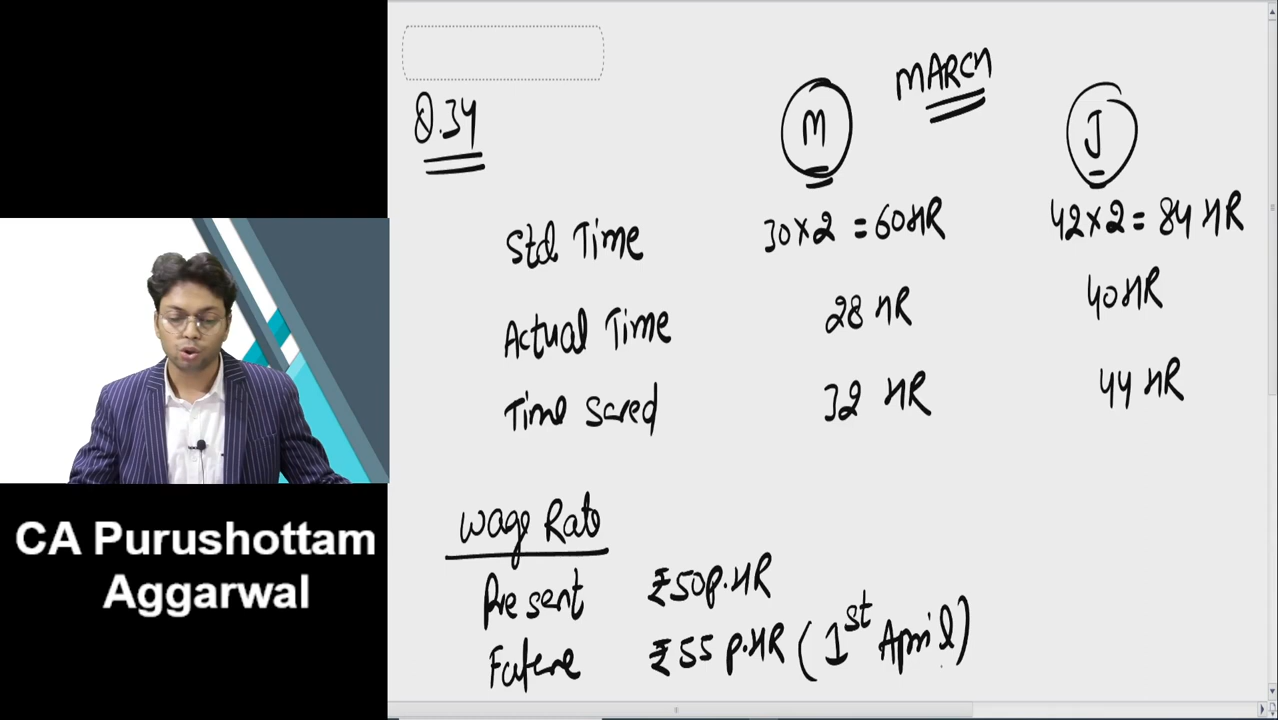 MARCH
Q.34
M J
Std Time 30×2 = 60HR 42×2 = 84 HR
Actual Time 28 HR 40HR
Time Saved 32 HR 44 HR
Wage Rate
Present ₹50p.HR
Future ₹55 p.HR (1st April)
CA Purushottam
Aggarwal